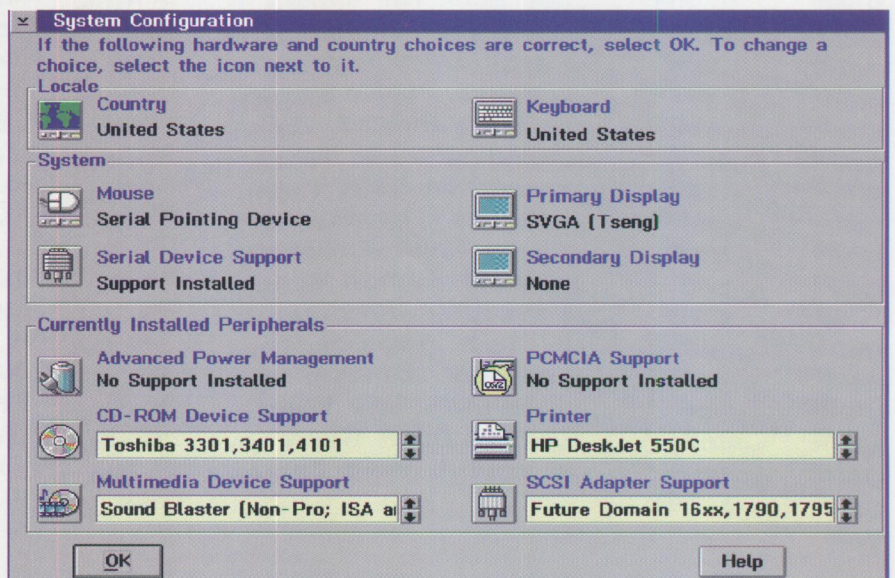 System Configuration
If the following hardware and country choices are correct, select OK. To change a
choice, select the icon next to it.
Locale
Country
United States
Keyboard
United States
System
Mouse
Serial Pointing Device
Primary Display
SVGA (Tseng)
Serial Device Support
Support Installed
Secondary Display
None
Currently Installed Peripherals
Advanced Power Management
No Support Installed
PCMCIA Support
No Support Installed
CD-ROM Device Support
Toshiba 3301,3401,4101
Printer
HP DeskJet 550C
Multimedia Device Support
Sound Blaster (Non-Pro; ISA
SCSI Adapter Support
Future Domain 16xx,1790,1795
OK
Help